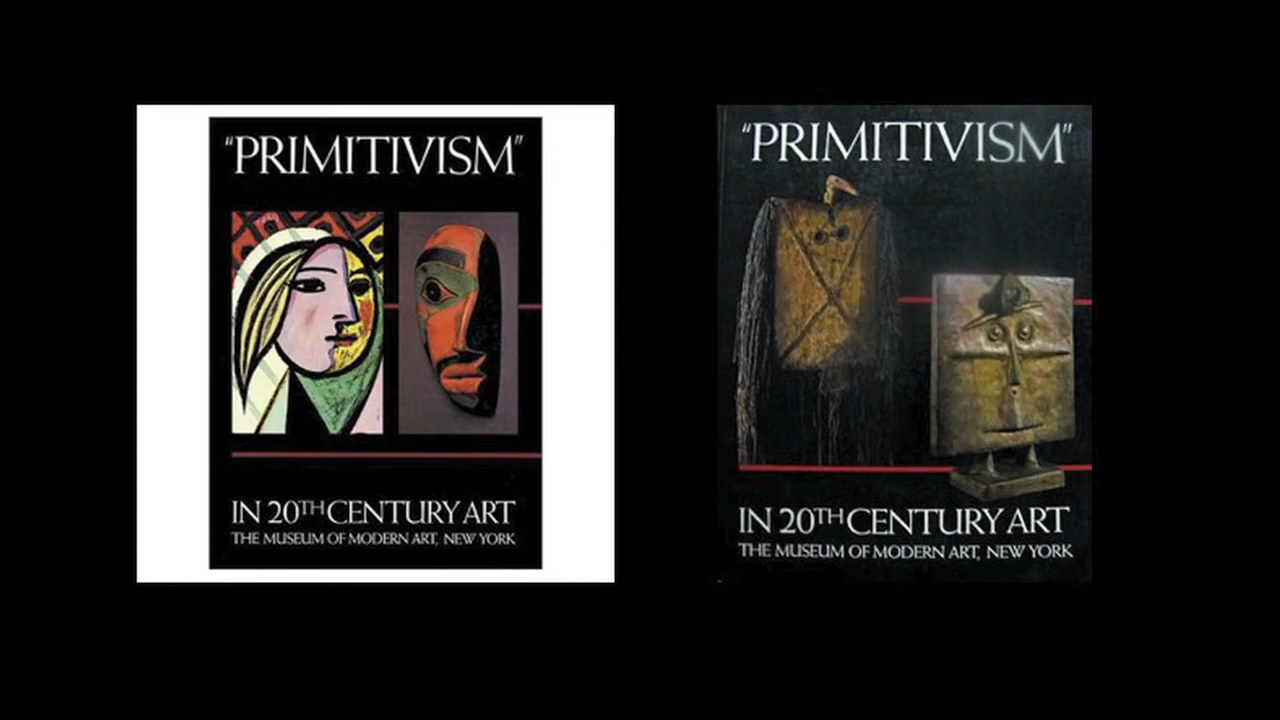 “PRIMITIVISM”
IN 20TH CENTURY ART
THE MUSEUM OF MODERN ART, NEW YORK
“PRIMITIVISM”
IN 20TH CENTURY ART
THE MUSEUM OF MODERN ART, NEW YORK